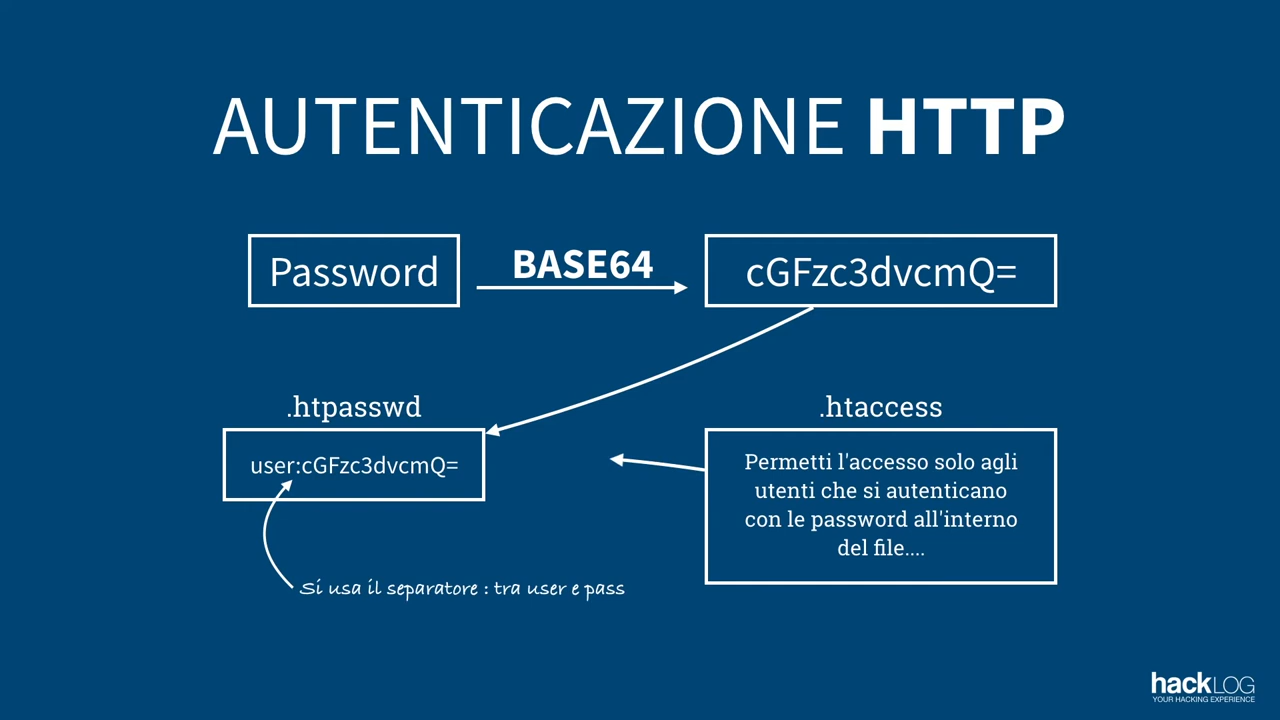 AUTENTICAZIONE HTTP
Password
BASE64
cGFzc3dvcmQ=
.htpasswd
user:cGFzc3dvcmQ=
Si usa il separatore : tra user e pass
.htaccess
Permetti l'accesso solo agli
utenti che si autenticano
con le password all'interno
del file....
hackLOG
YOUR HACKING EXPERIENCE